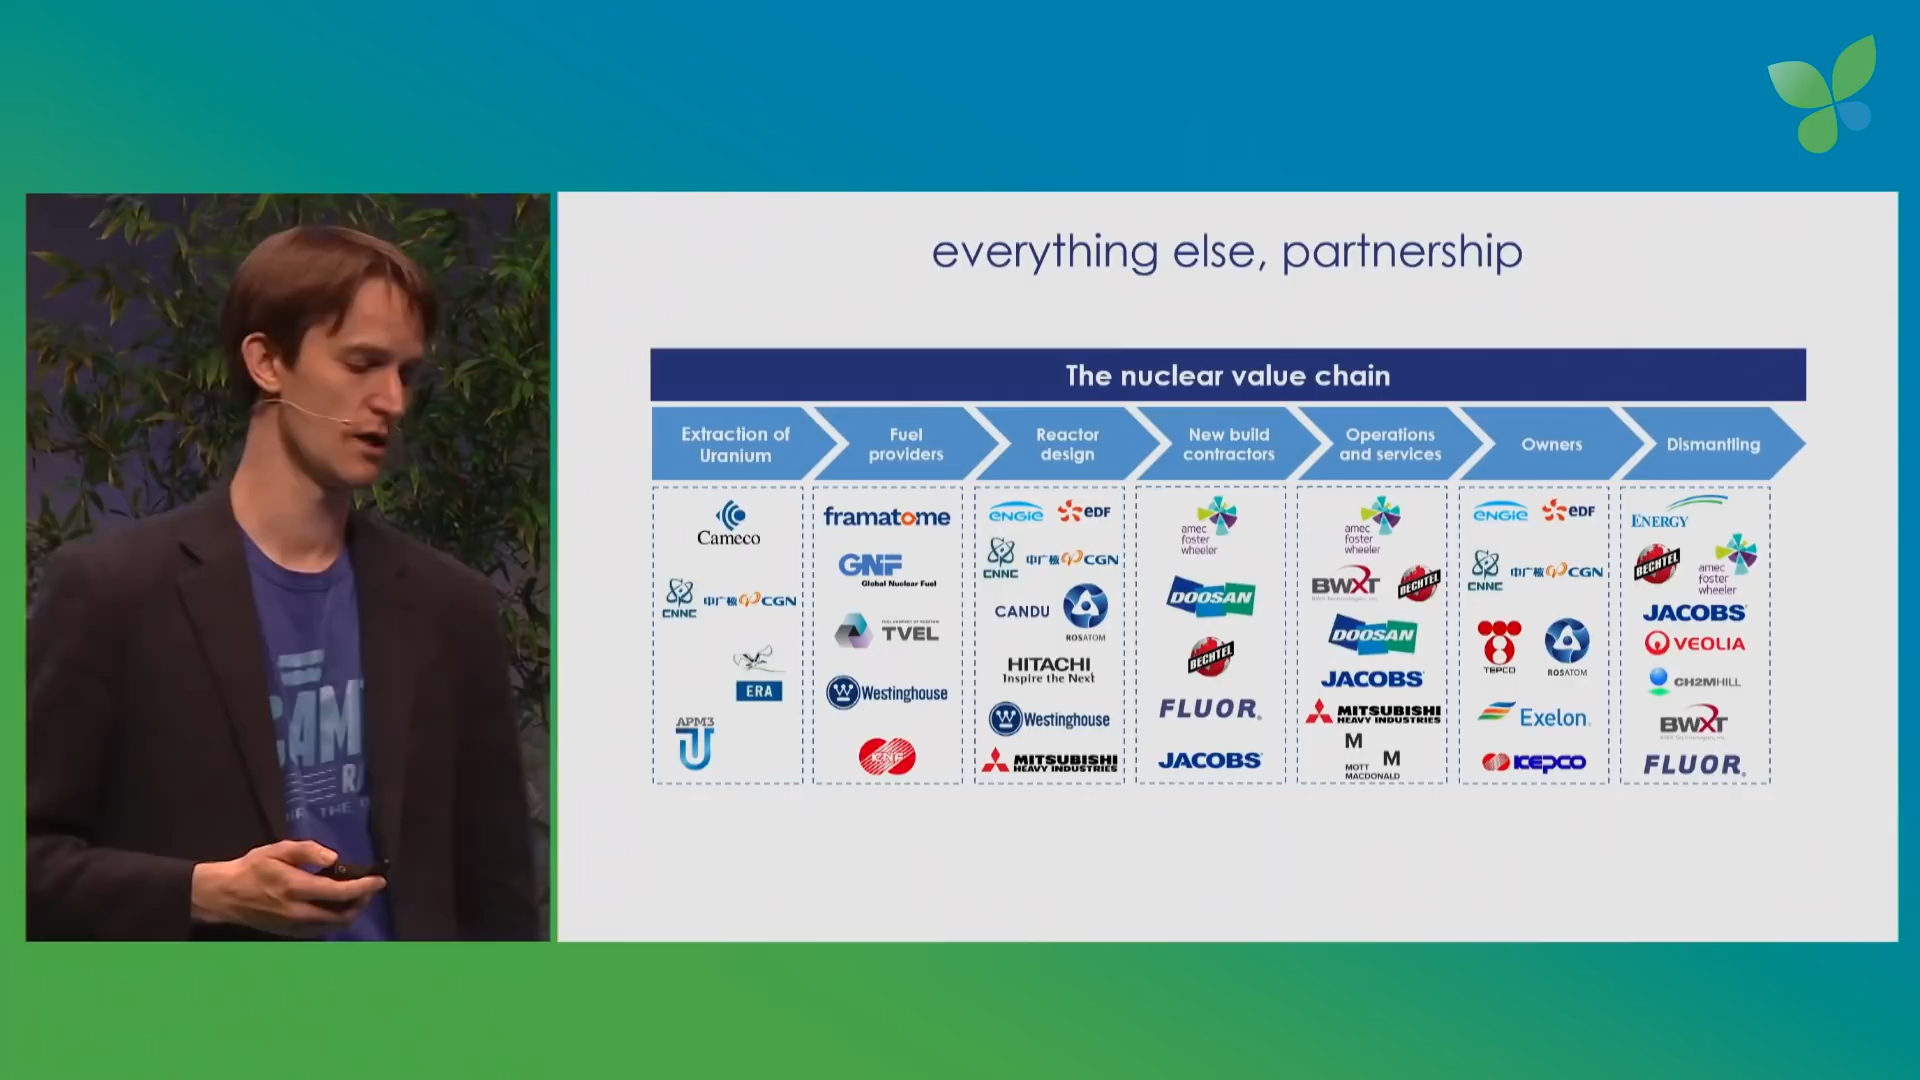 everything else, partnership
The nuclear value chain
Extraction of
Uranium
Fuel
providers
Reactor
design
New build
contractors
Operations
and services
Owners
Dismantling
Cameco
CNNC
中广核 CGN
ERA
АРМЗ
framatome
GNF
Global Nuclear Fuel
TVEL
Westinghouse
KNF
ENGIE
EDF
CNNC
中广核 CGN
CANDU
ROSATOM
HITACHI
Inspire the Next
Westinghouse
MITSUBISHI
HEAVY INDUSTRIES
amec
foster
wheeler
DOOSAN
BECHTEL
FLUOR
JACOBS
amec
foster
wheeler
BWXT
BECHTEL
DOOSAN
JACOBS
MITSUBISHI
HEAVY INDUSTRIES
M
M
MOTT
MACDONALD
ENGIE
EDF
CNNC
中广核 CGN
TEPCO
ROSATOM
Exelon
KEPCO
ENERGY
BECHTEL
amec
foster
wheeler
JACOBS
VEOLIA
CH2MHILL
BWXT
FLUOR